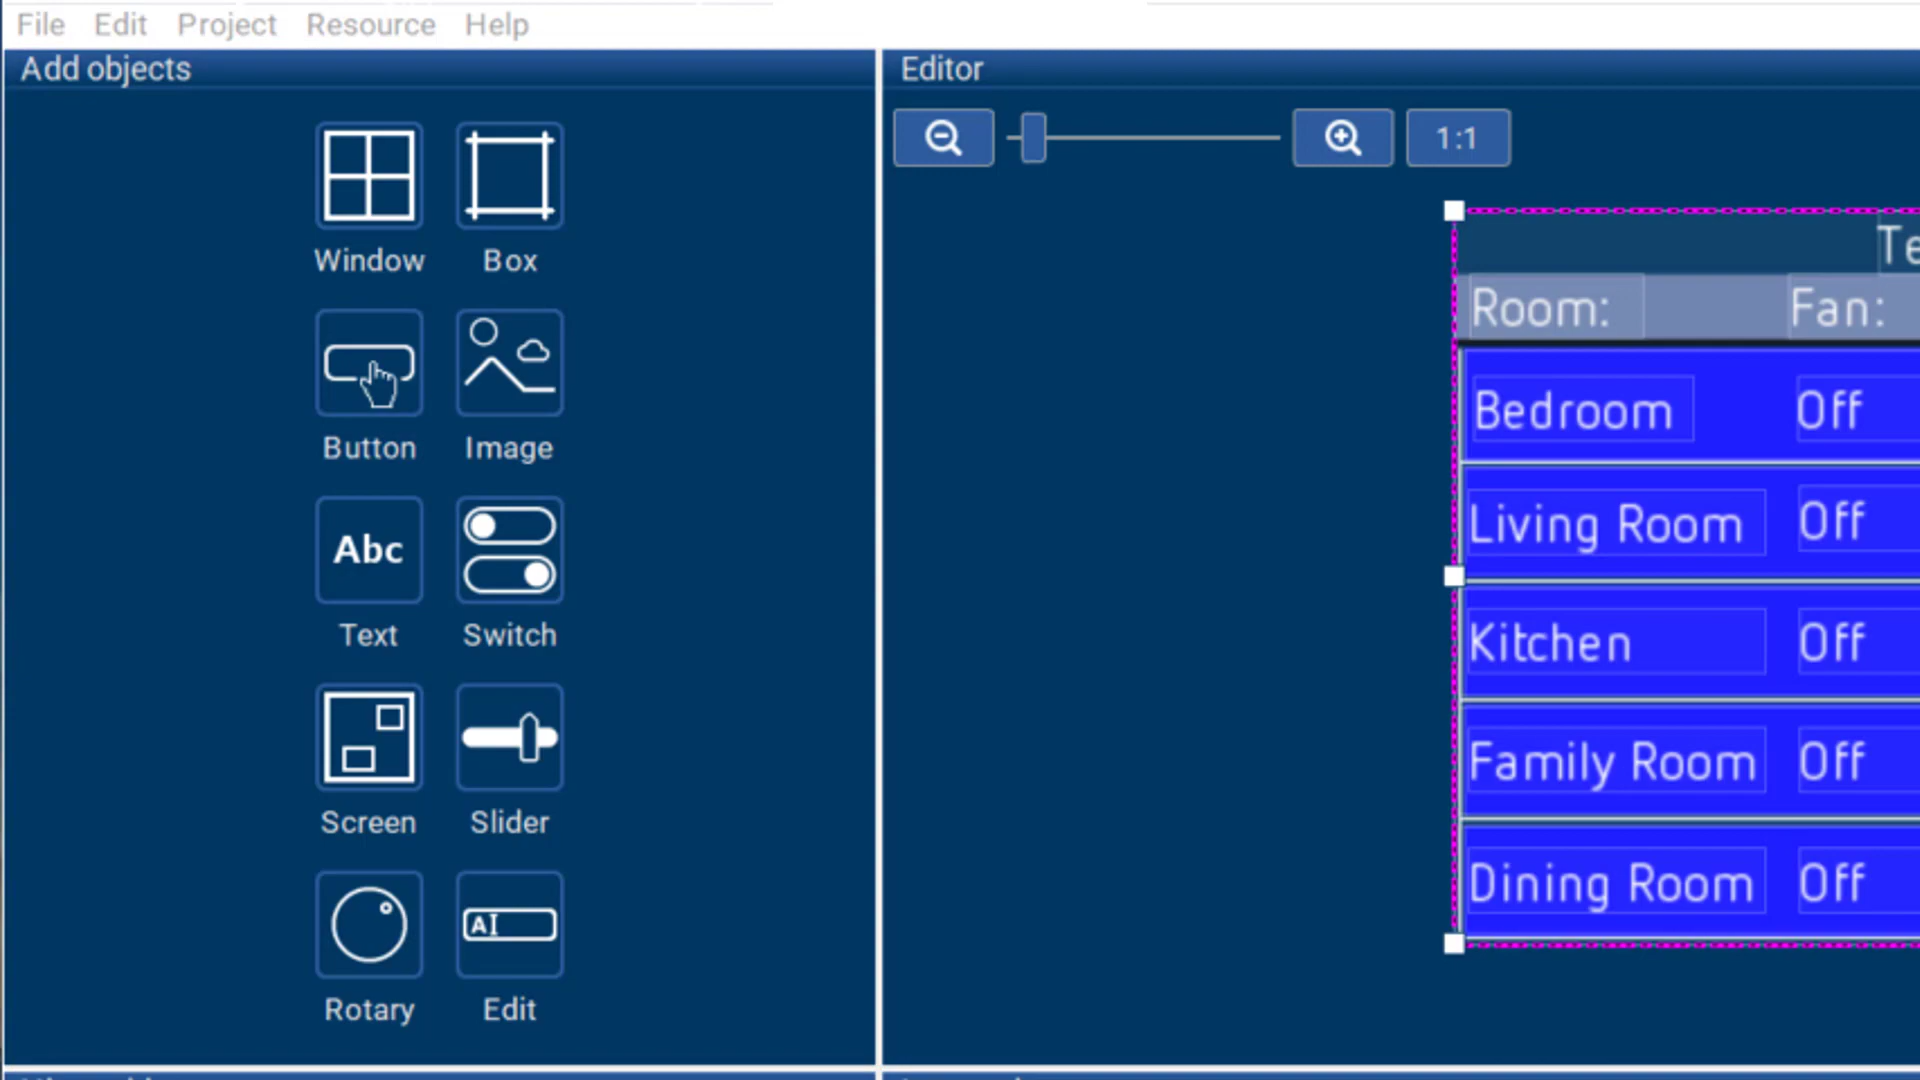 File Edit Project Resource Help
Add objects
Editor
1:1
Window Box
Button Image
Abc
Text Switch
Screen Slider
AI
Rotary Edit
Room: Fan:
Bedroom Off
Living Room Off
Kitchen Off
Family Room Off
Dining Room Off